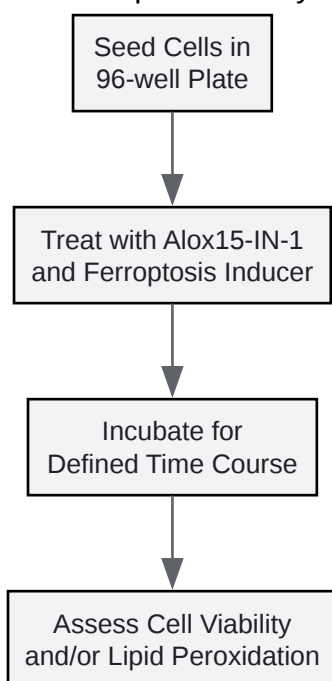 Seed Cells in
96-well Plate
Treat with Alox15-IN-1
and Ferroptosis Inducer
Incubate for
Defined Time Course
Assess Cell Viability
and/or Lipid Peroxidation